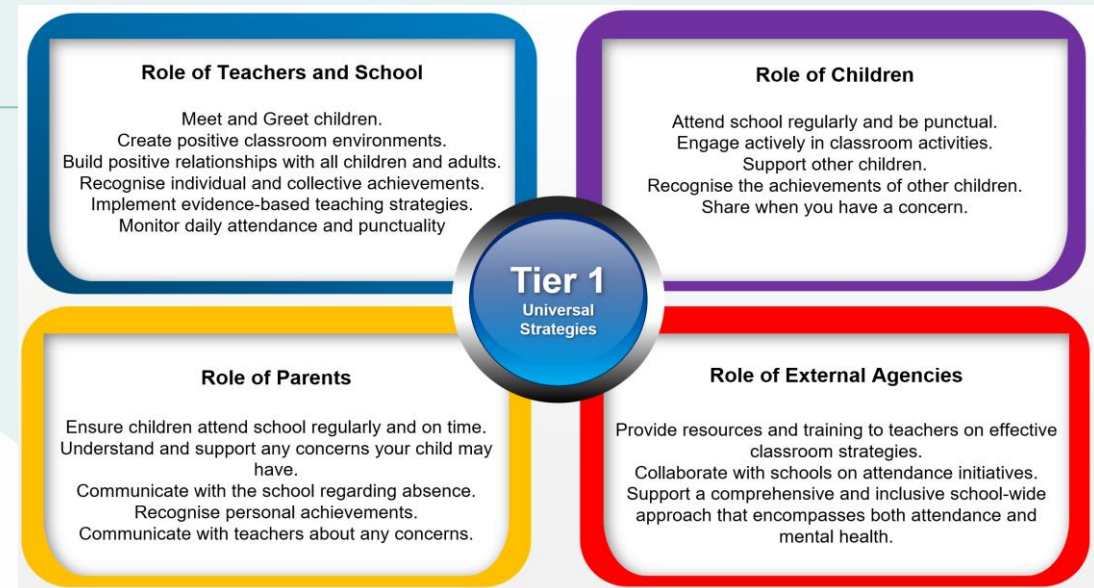 Role of Teachers and School
Meet and Greet children.
Create positive classroom environments.
Build positive relationships with all children and adults.
Recognise individual and collective achievements.
Implement evidence-based teaching strategies.
Monitor daily attendance and punctuality
Role of Children
Attend school regularly and be punctual.
Engage actively in classroom activities.
Support other children.
Recognise the achievements of other children.
Share when you have a concern.
Tier 1
Universal
Strategies
Role of Parents
Ensure children attend school regularly and on time.
Understand and support any concerns your child may
have.
Communicate with the school regarding absence.
Recognise personal achievements.
Communicate with teachers about any concerns.
Role of External Agencies
Provide resources and training to teachers on effective
classroom strategies.
Collaborate with schools on attendance initiatives.
Support a comprehensive and inclusive school-wide
approach that encompasses both attendance and
mental health.